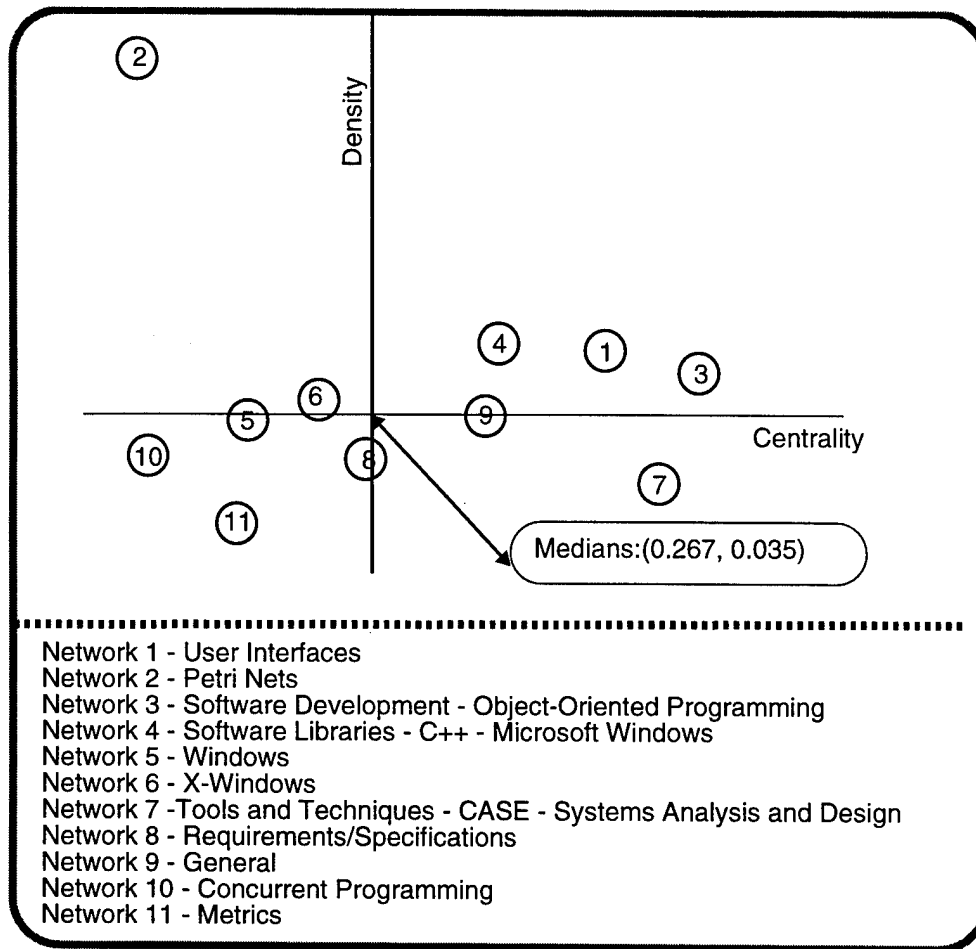 2
Density
4
1
3
6
5
9
Centrality
10
8
7
11
Medians:(0.267, 0.035)
Network 1 - User Interfaces
Network 2 - Petri Nets
Network 3 - Software Development - Object-Oriented Programming
Network 4 - Software Libraries - C++ - Microsoft Windows
Network 5 - Windows
Network 6 - X-Windows
Network 7 -Tools and Techniques - CASE - Systems Analysis and Design
Network 8 - Requirements/Specifications
Network 9 - General
Network 10 - Concurrent Programming
Network 11 - Metrics